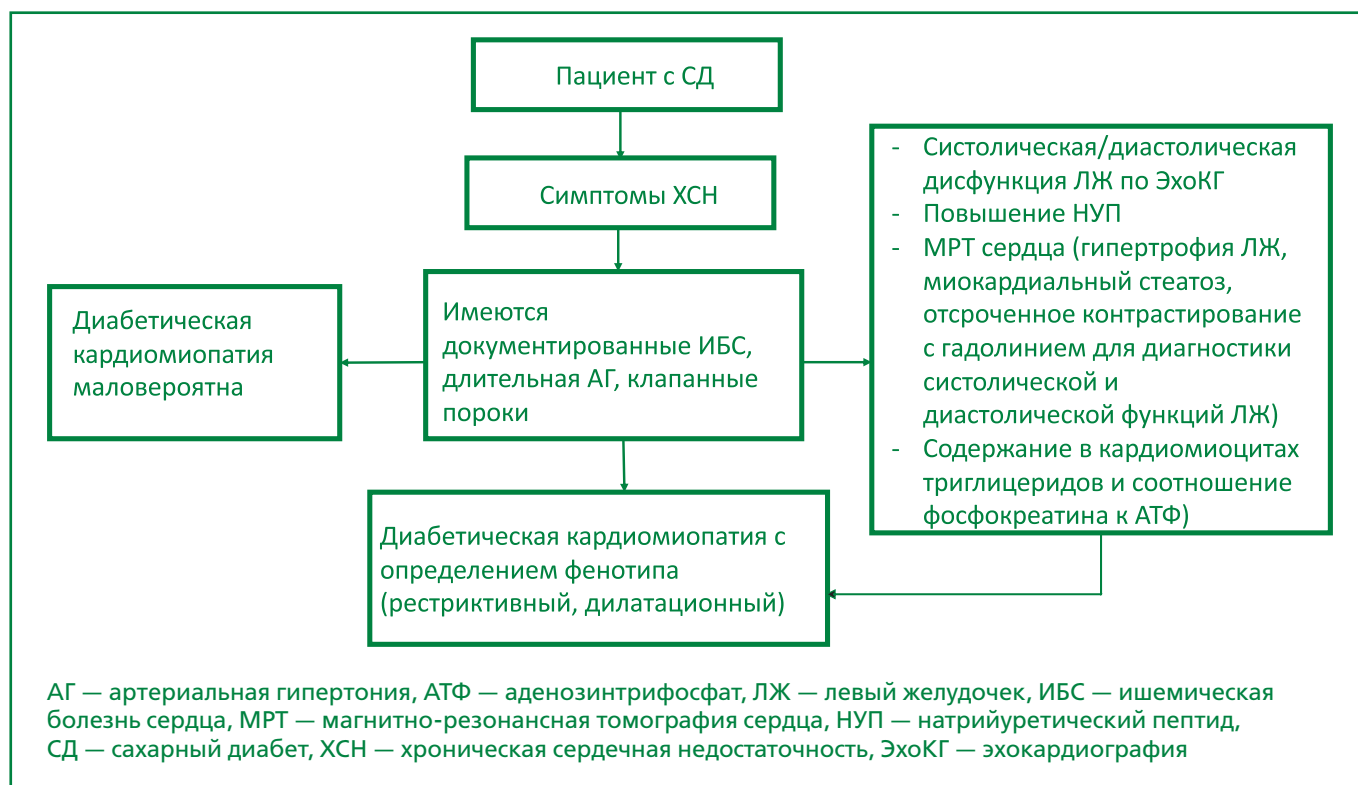 Пациент с СД
Симптомы ХСН
Имеются
документированные ИБС,
длительная АГ, клапанные
пороки
Диабетическая
кардиомиопатия
маловероятна
- Систолическая/диастолическая
дисфункция ЛЖ по ЭхоКГ
- Повышение НУП
- МРТ сердца (гипертрофия ЛЖ,
миокардиальный стеатоз,
отсроченное контрастирование
с гадолинием для диагностики
систолической и
диастолической функций ЛЖ)
- Содержание в кардиомиоцитах
триглицеридов и соотношение
фосфокреатина к АТФ)
Диабетическая кардиомиопатия с
определением фенотипа
(рестриктивный, дилатационный)
АГ — артериальная гипертония, АТФ — аденозинтрифосфат, ЛЖ — левый желудочек, ИБС — ишемическая
болезнь сердца, МРТ — магнитно-резонансная томография сердца, НУП — натрийуретический пептид,
СД — сахарный диабет, ХСН — хроническая сердечная недостаточность, ЭхоКГ — эхокардиография